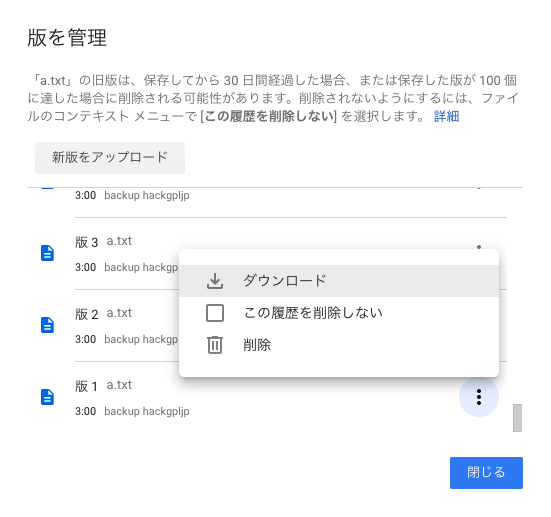 版を管理
「a.txt」の旧版は、保存してから 30 日間経過した場合、または保存した版が 100 個
に達した場合に削除される可能性があります。削除されないようにするには、ファイ
ルのコンテキスト メニューで [この履歴を削除しない] を選択します。 詳細
新版をアップロード
3:00 backup hackgpljp
版 3 a.txt
3:00 backup hackgp
ダウンロード
版 2 a.txt
この履歴を削除しない
3:00 backup hackgp
削除
版 1 a.txt
3:00 backup hackgpljp
閉じる